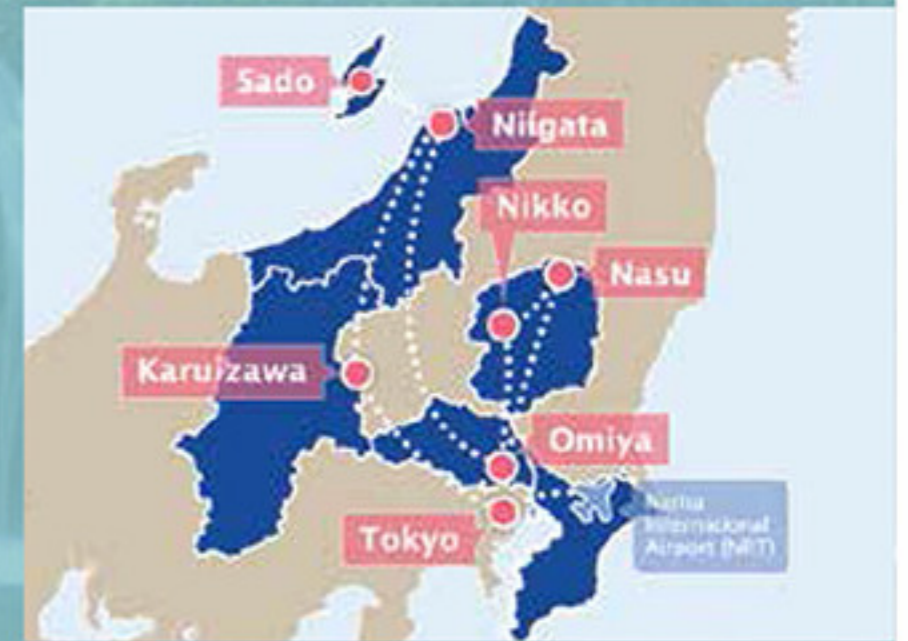 Sado
Niigata
Nikko
Nasu
Karuizawa
Omiya
Tokyo
Narita
International
Airport (NRT)